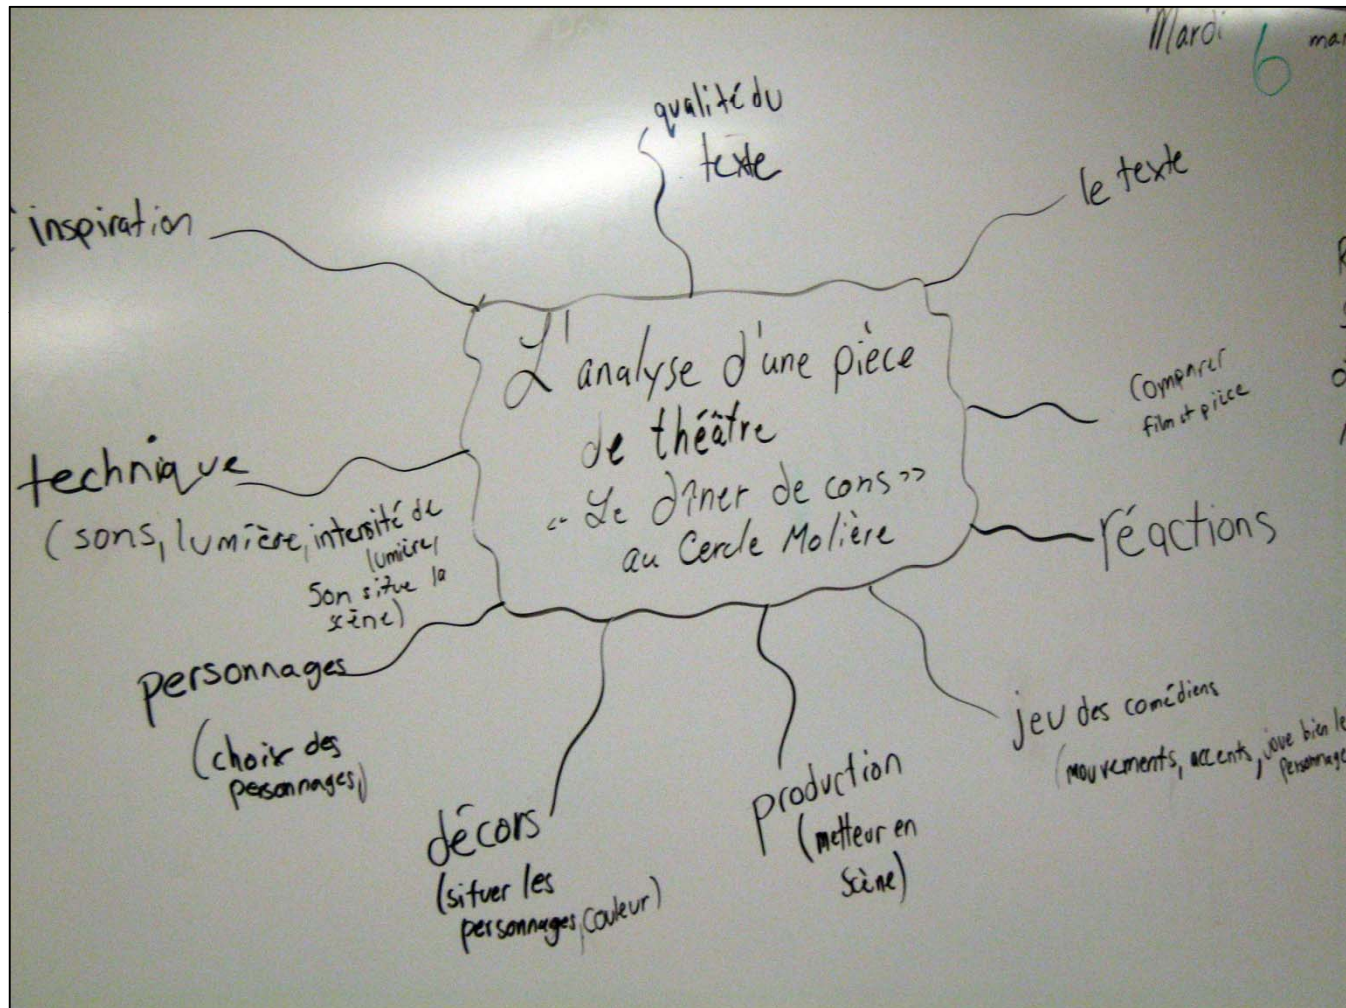 Mardi 6 mar
qualité du
texte
le texte
inspiration
L'analyse d'une pièce
de théâtre
« Le dîner de cons »
au Cercle Molière
comparer
film et pièce
réactions
technique
(sons, lumière, intensité de
lumière,
son situe la
scène)
personnages
(choix des
personnages,)
décors
(situer les
personnages, couleur)
production
(metteur en
scène)
jeu des comédiens
(mouvements, accents, joue bien le
personnage